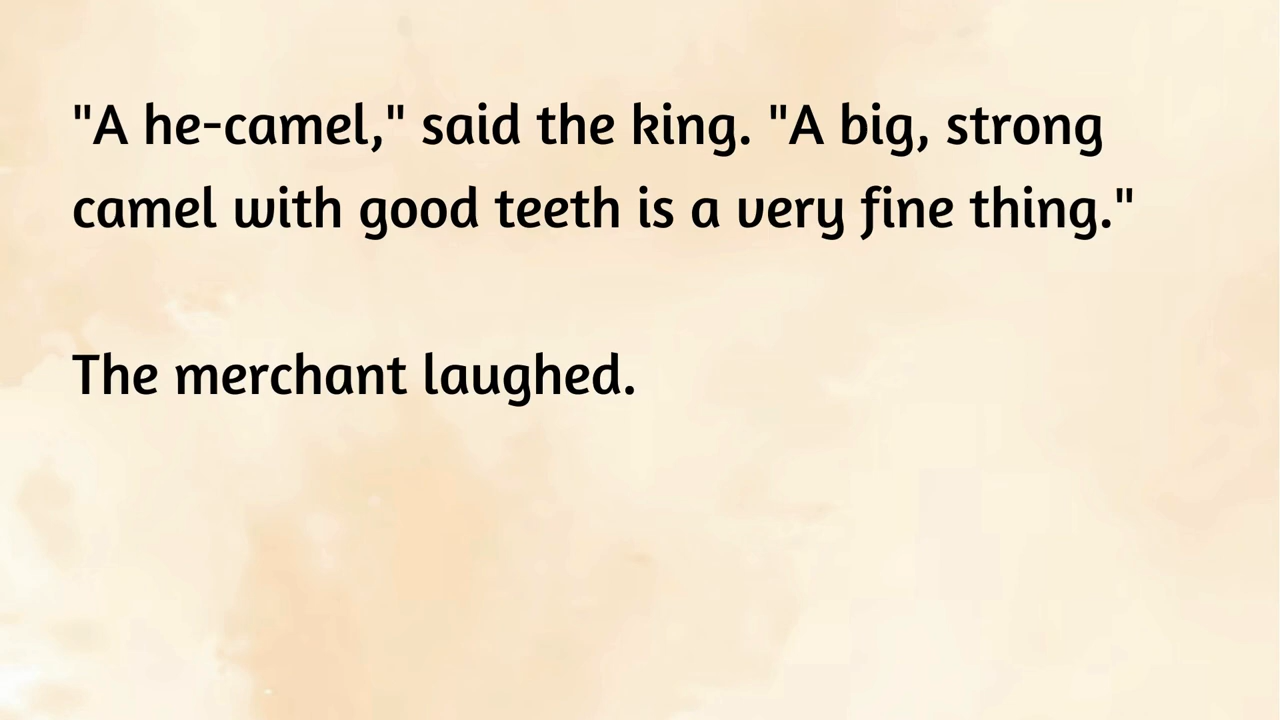 "A he-camel," said the king. "A big, strong
camel with good teeth is a very fine thing."
The merchant laughed.